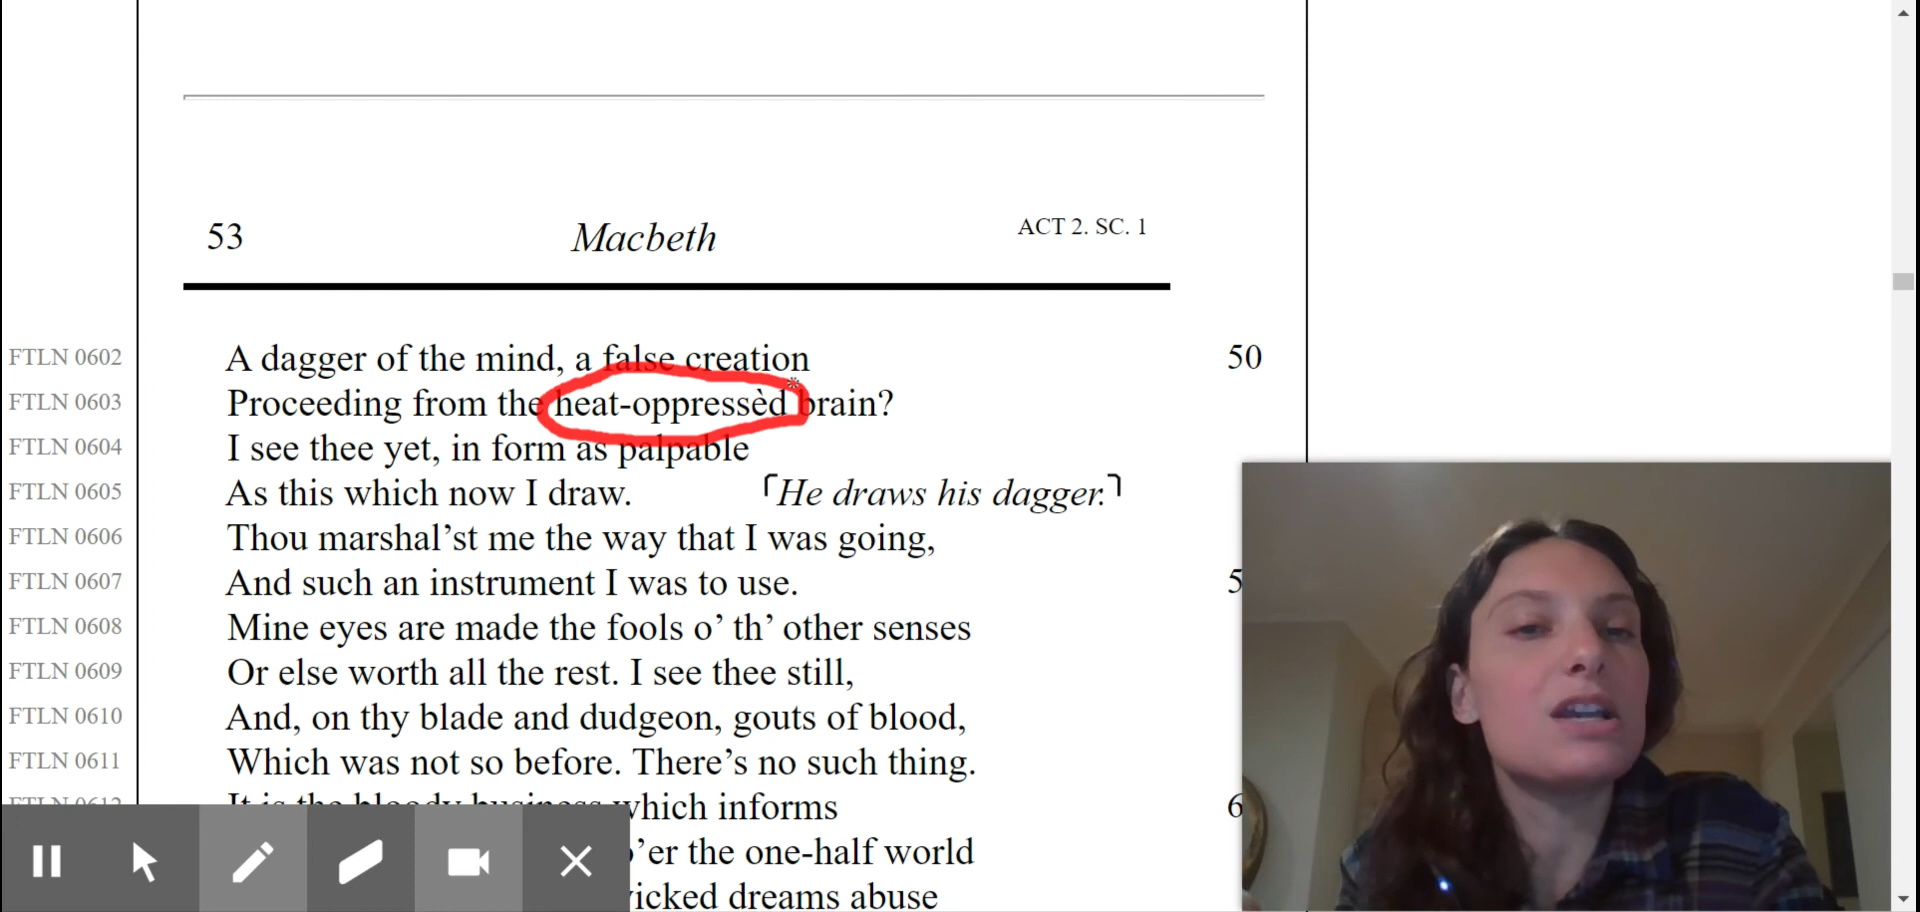 53 Macbeth ACT 2. SC. 1
FTLN 0602 A dagger of the mind, a false creation 50
FTLN 0603 Proceeding from the heat-oppressèd brain?
FTLN 0604 I see thee yet, in form as palpable
FTLN 0605 As this which now I draw. ⌜He draws his dagger.⌝
FTLN 0606 Thou marshal’st me the way that I was going,
FTLN 0607 And such an instrument I was to use. 5
FTLN 0608 Mine eyes are made the fools o’ th’ other senses
FTLN 0609 Or else worth all the rest. I see thee still,
FTLN 0610 And, on thy blade and dudgeon, gouts of blood,
FTLN 0611 Which was not so before. There’s no such thing.
FTLN 0612 It is the bloody business which informs 6
o’er the one-half world
wicked dreams abuse